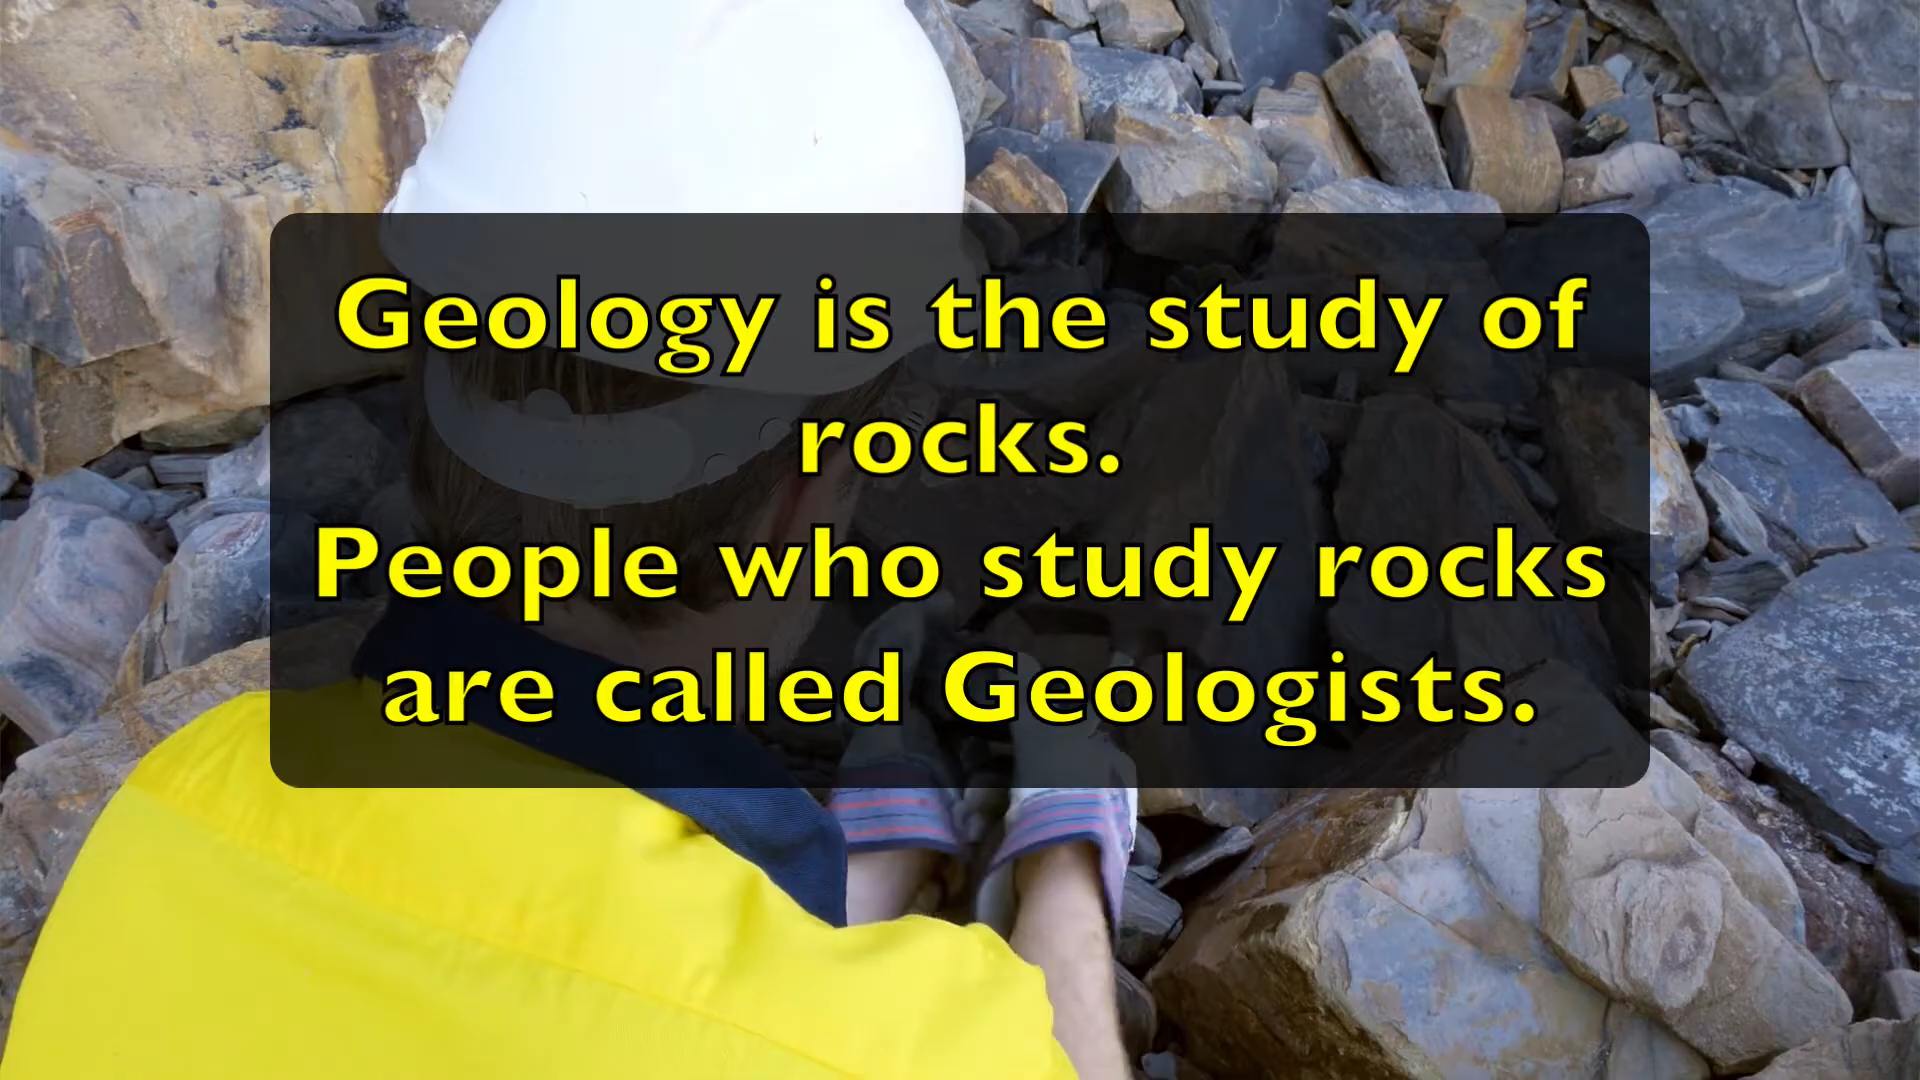 Geology is the study of
rocks.
People who study rocks
are called Geologists.